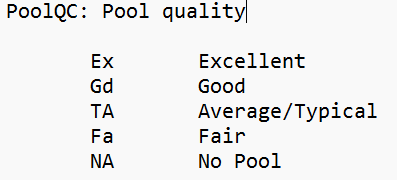 PoolQC: Pool quality
Ex Excellent
Gd Good
TA Average/Typical
Fa Fair
NA No Pool